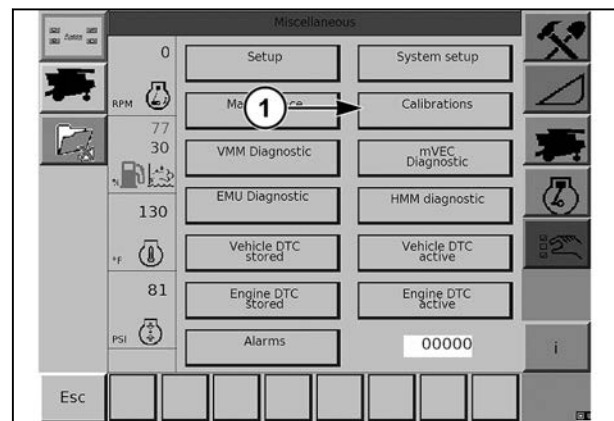 Miscellaneous
0
RPM
77
30
%
130
°F
81
PSI
Setup
System setup
1
Calibrations
VMM Diagnostic
mVEC
Diagnostic
EMU Diagnostic
HMM diagnostic
Vehicle DTC
stored
Vehicle DTC
active
Engine DTC
stored
Engine DTC
active
Alarms
00000
i
Esc